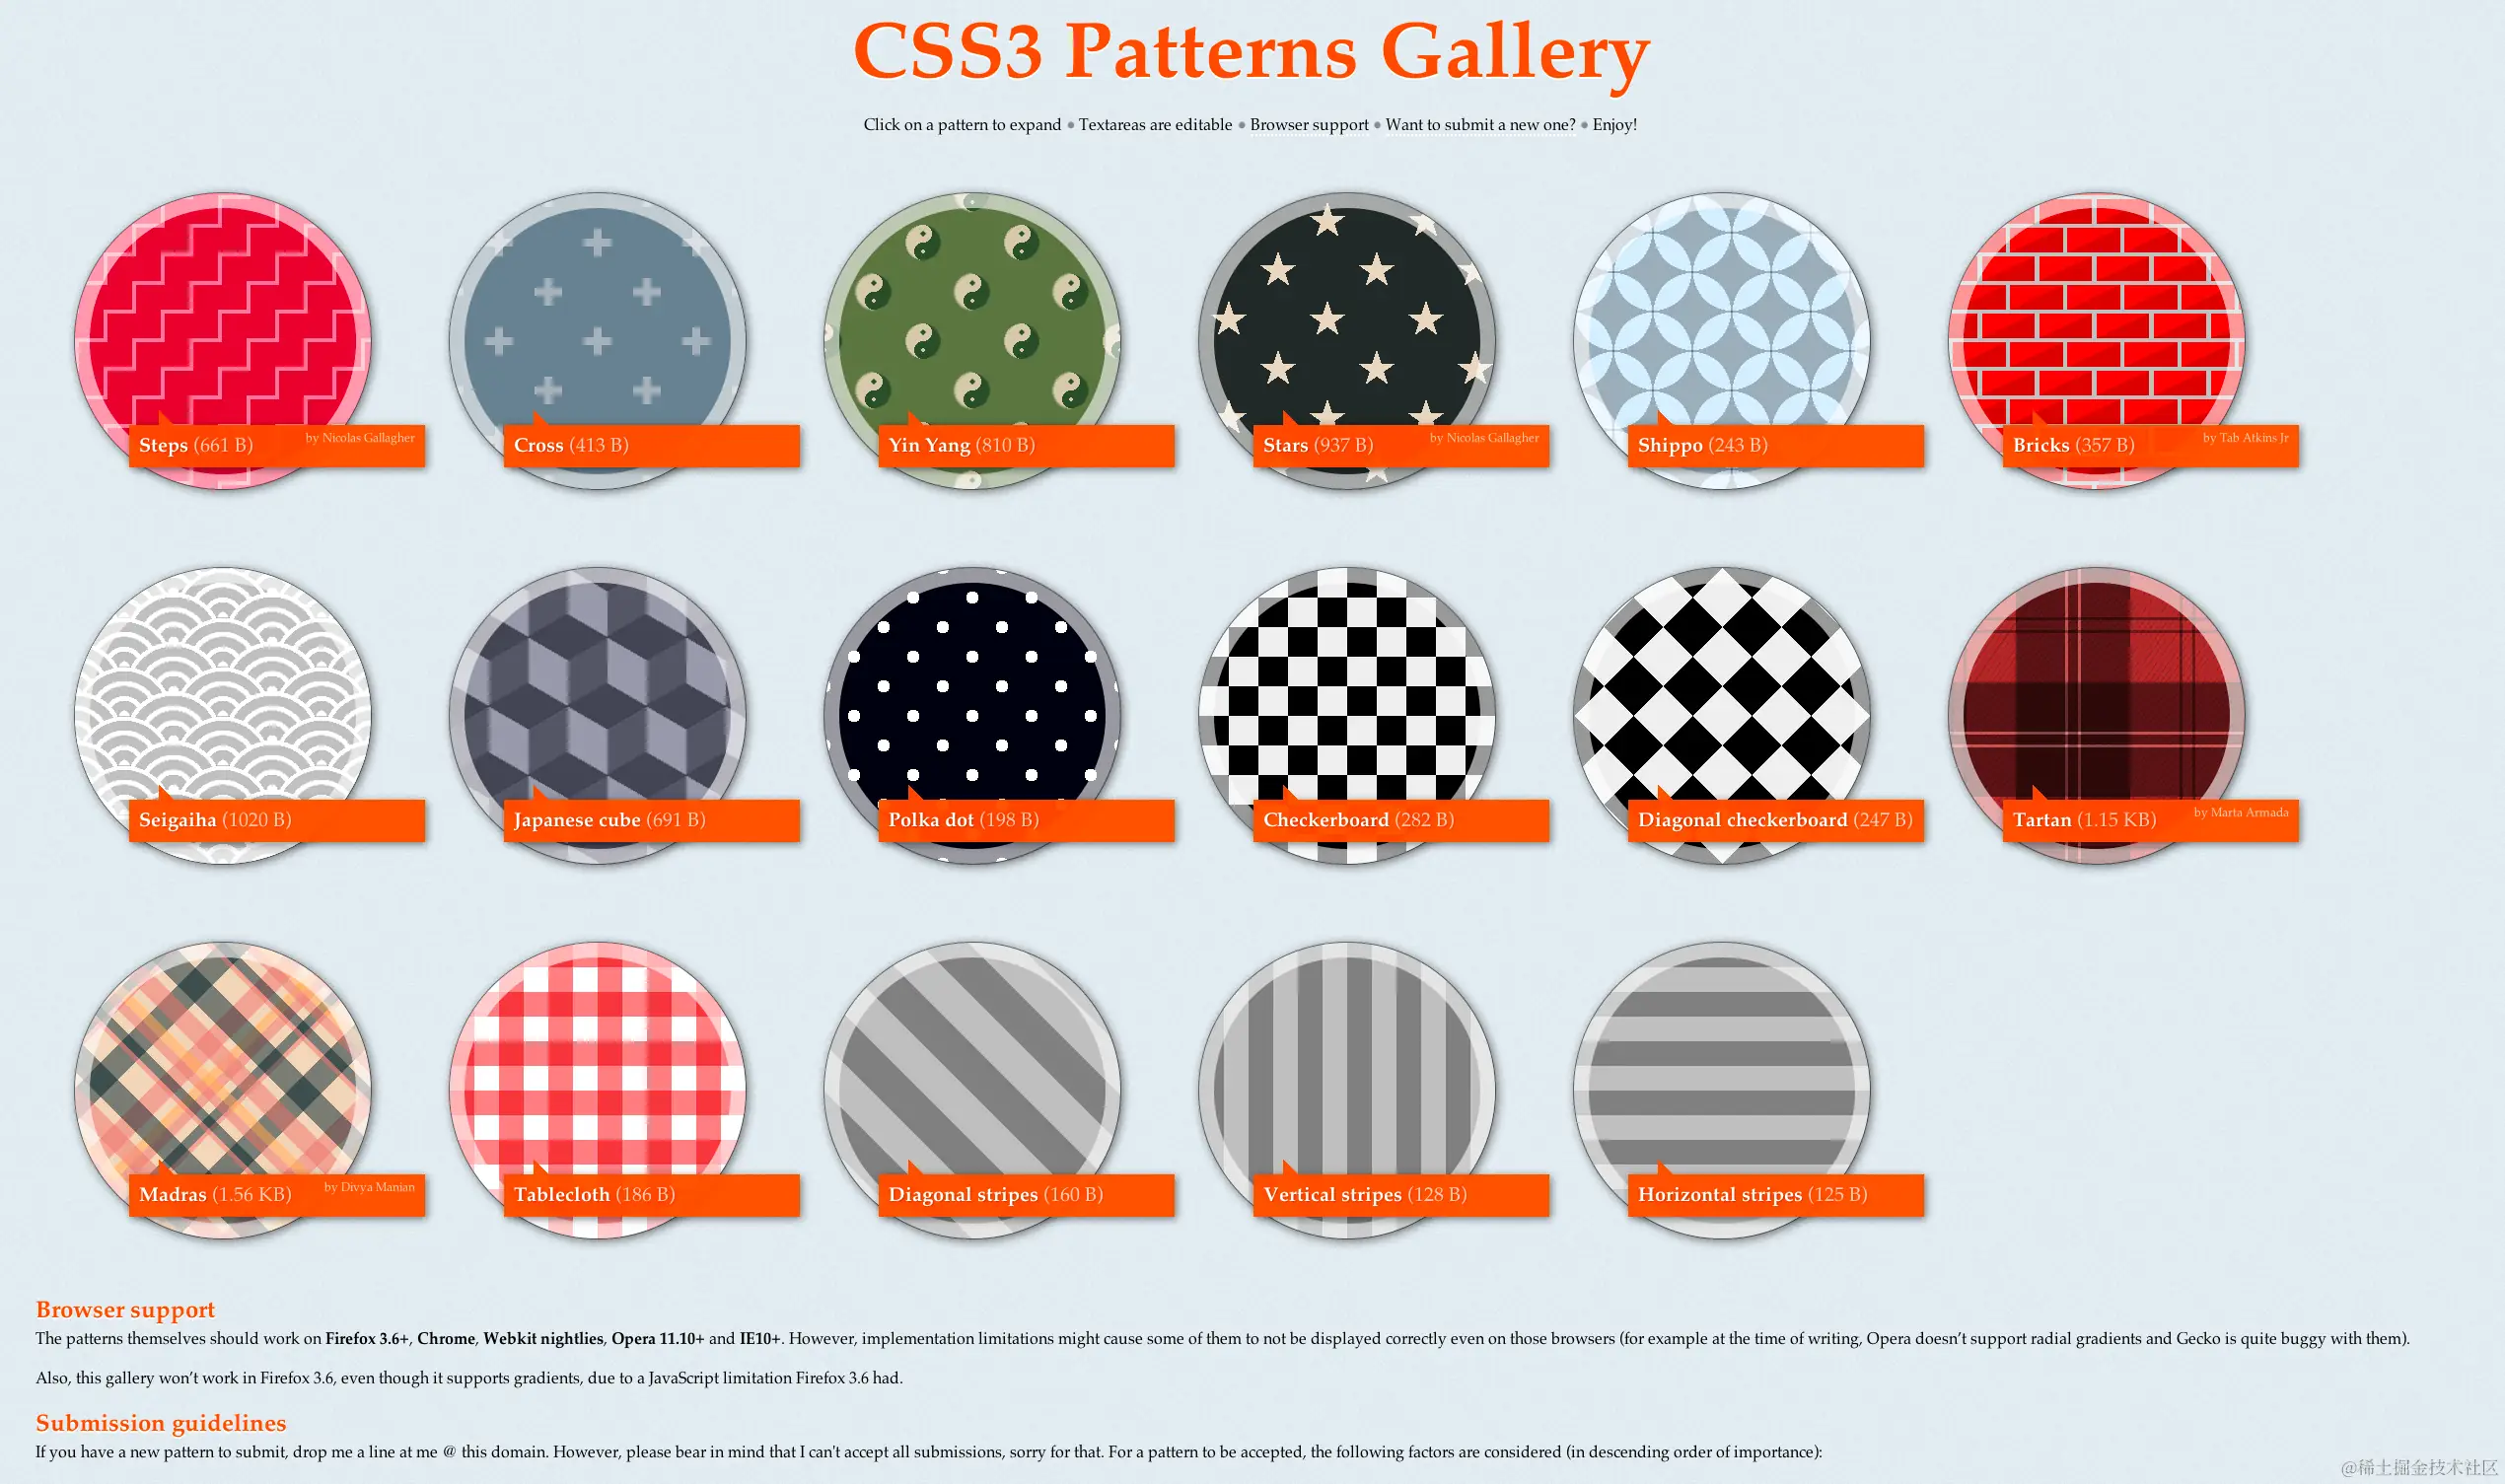 CSS3 Patterns Gallery
Click on a pattern to expand • Textareas are editable • Browser support • Want to submit a new one? • Enjoy!
Steps (661 B) by Nicolas Gallagher
Cross (413 B)
Yin Yang (810 B)
Stars (937 B) by Nicolas Gallagher
Shippo (243 B)
Bricks (357 B) by Tab Atkins Jr
Seigaiha (1020 B)
Japanese cube (691 B)
Polka dot (198 B)
Checkerboard (282 B)
Diagonal checkerboard (247 B)
Tartan (1.15 KB) by Marta Armada
Madras (1.56 KB) by Divya Manian
Tablecloth (186 B)
Diagonal stripes (160 B)
Vertical stripes (128 B)
Horizontal stripes (125 B)
Browser support
The patterns themselves should work on Firefox 3.6+, Chrome, Webkit nightlies, Opera 11.10+ and IE10+. However, implementation limitations might cause some of them to not be displayed correctly even on those browsers (for example at the time of writing, Opera doesn’t support radial gradients and Gecko is quite buggy with them).
Also, this gallery won’t work in Firefox 3.6, even though it supports gradients, due to a JavaScript limitation Firefox 3.6 had.
Submission guidelines
If you have a new pattern to submit, drop me a line at me @ this domain. However, please bear in mind that I can't accept all submissions, sorry for that. For a pattern to be accepted, the following factors are considered (in descending order of importance):
@稀土掘金技术社区